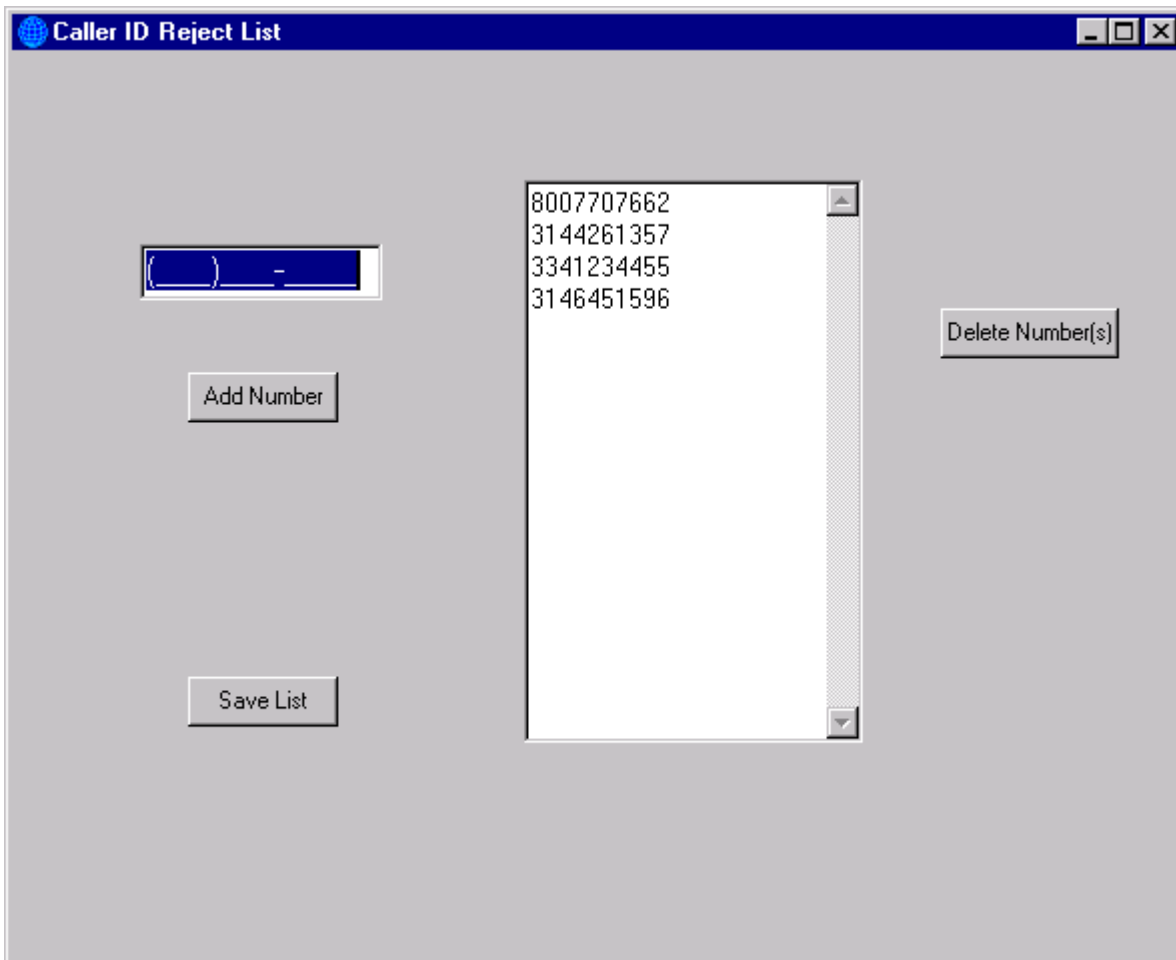 Caller ID Reject List
(___)___-____
Add Number
Save List
8007707662
3144261357
3341234455
3146451596
Delete Number(s)